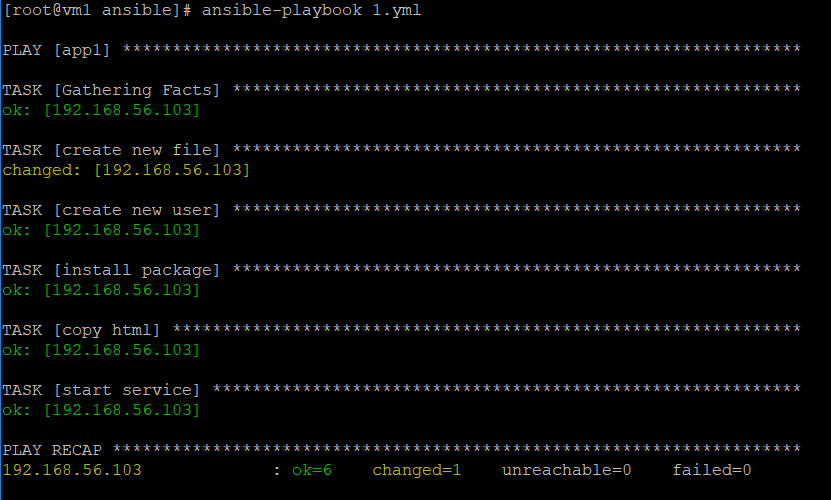 [root@vm1 ansible]# ansible-playbook 1.yml
PLAY [app1] ********************************************************************
TASK [Gathering Facts] *********************************************************
ok: [192.168.56.103]
TASK [create new file] *********************************************************
changed: [192.168.56.103]
TASK [create new user] *********************************************************
ok: [192.168.56.103]
TASK [install package] *********************************************************
ok: [192.168.56.103]
TASK [copy html] ***************************************************************
ok: [192.168.56.103]
TASK [start service] ***********************************************************
ok: [192.168.56.103]
PLAY RECAP *********************************************************************
192.168.56.103             : ok=6    changed=1    unreachable=0    failed=0